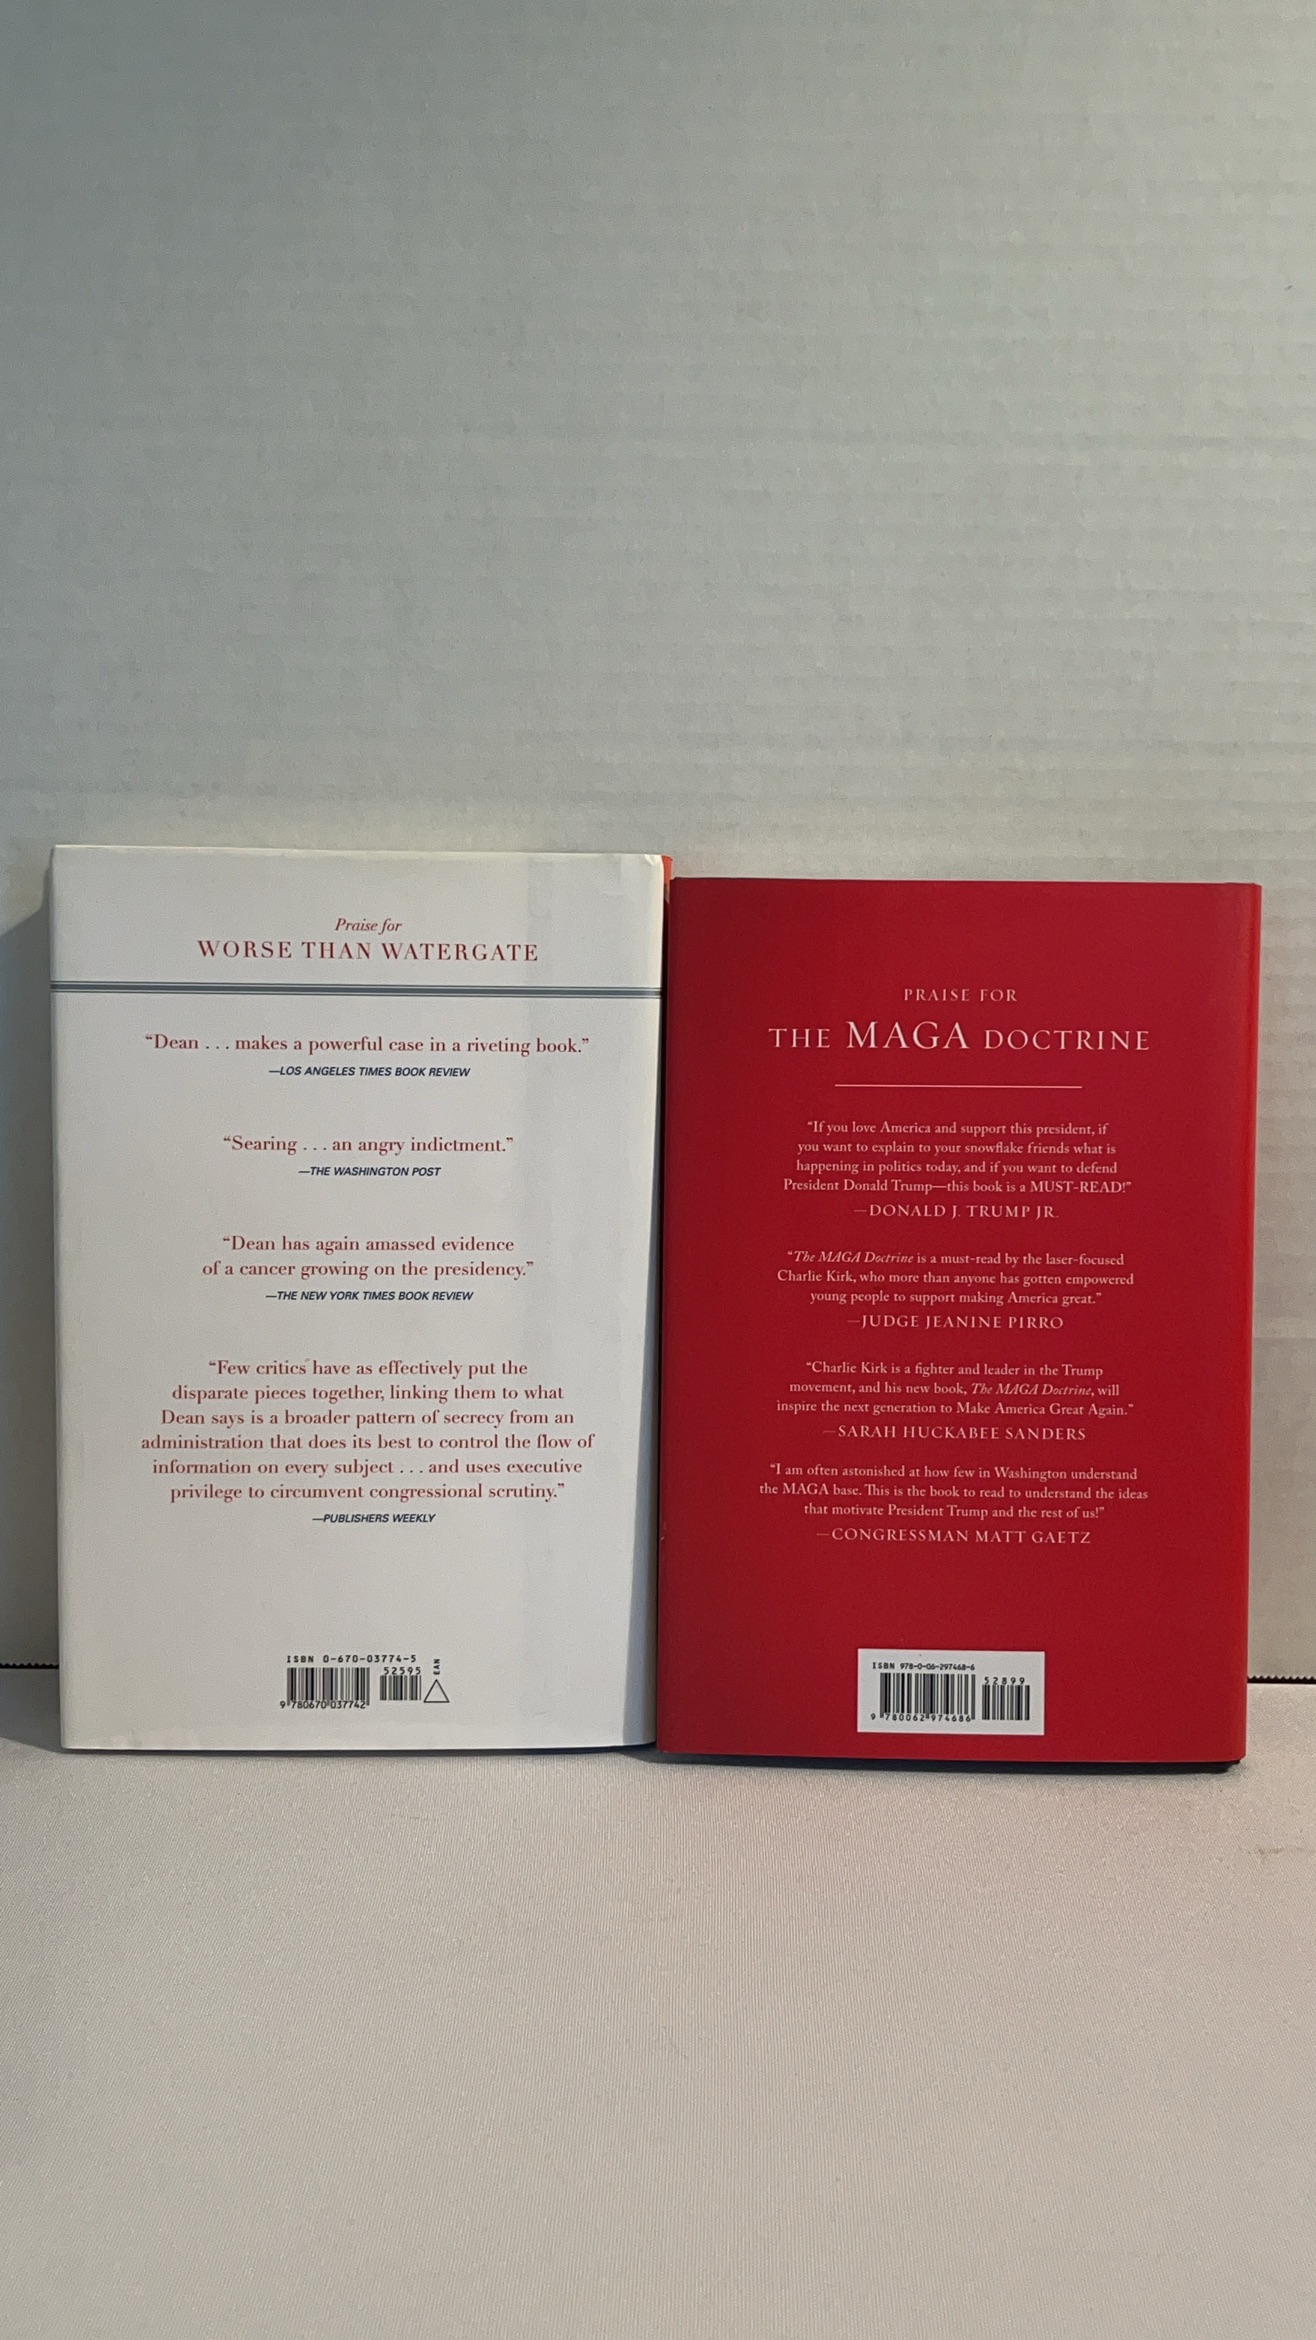 Praise for
WORSE THAN WATERGATE
“Dean . . . makes a powerful case in a riveting book.”
—LOS ANGELES TIMES BOOK REVIEW
“Searing . . . an angry indictment.”
—THE WASHINGTON POST
“Dean has again amassed evidence
of a cancer growing on the presidency.”
—THE NEW YORK TIMES BOOK REVIEW
“Few critics have as effectively put the
disparate pieces together, linking them to what
Dean says is a broader pattern of secrecy from an
administration that does its best to control the flow of
information on every subject . . . and uses executive
privilege to circumvent congressional scrutiny.”
—PUBLISHERS WEEKLY
ISBN 0-670-03774-5
52595
EAN
9 780670 037742
PRAISE FOR
THE MAGA DOCTRINE
“If you love America and support this president, if
you want to explain to your snowflake friends what is
happening in politics today, and if you want to defend
President Donald Trump—this book is a MUST-READ!”
—DONALD J. TRUMP JR.
“The MAGA Doctrine is a must-read by the laser-focused
Charlie Kirk, who more than anyone has gotten empowered
young people to support making America great.”
—JUDGE JEANINE PIRRO
“Charlie Kirk is a fighter and leader in the Trump
movement, and his new book, The MAGA Doctrine, will
inspire the next generation to Make America Great Again.”
—SARAH HUCKABEE SANDERS
“I am often astonished at how few in Washington understand
the MAGA base. This is the book to read to understand the ideas
that motivate President Trump and the rest of us!”
—CONGRESSMAN MATT GAETZ
ISBN 978-0-06-297468-6
52899
9 780062 974686